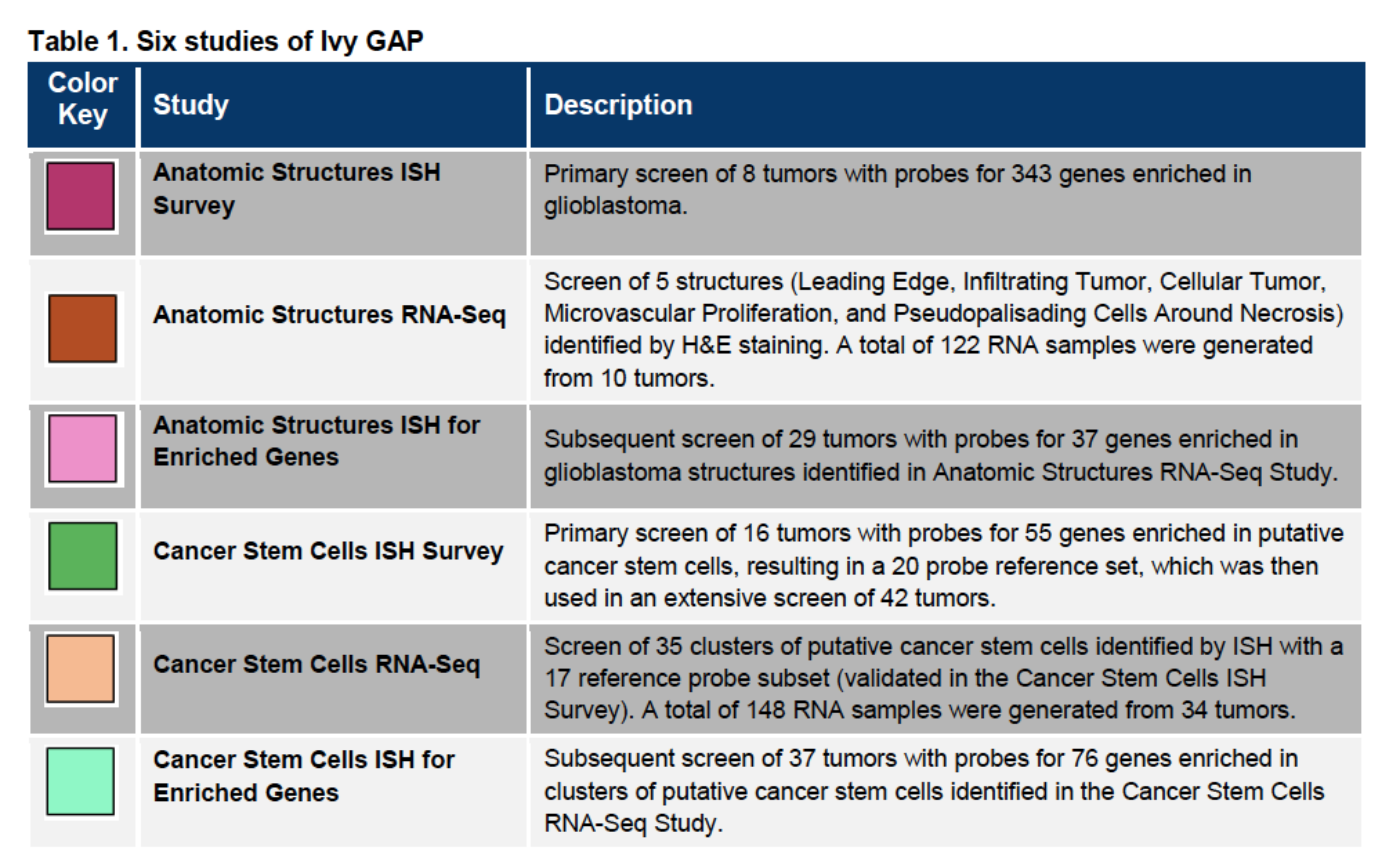 Table 1. Six studies of Ivy GAP
Color
Key
Study
Description
Anatomic Structures ISH
Survey
Primary screen of 8 tumors with probes for 343 genes enriched in
glioblastoma.
Anatomic Structures RNA-Seq
Screen of 5 structures (Leading Edge, Infiltrating Tumor, Cellular Tumor,
Microvascular Proliferation, and Pseudopalisading Cells Around Necrosis)
identified by H&E staining. A total of 122 RNA samples were generated
from 10 tumors.
Anatomic Structures ISH for
Enriched Genes
Subsequent screen of 29 tumors with probes for 37 genes enriched in
glioblastoma structures identified in Anatomic Structures RNA-Seq Study.
Cancer Stem Cells ISH Survey
Primary screen of 16 tumors with probes for 55 genes enriched in putative
cancer stem cells, resulting in a 20 probe reference set, which was then
used in an extensive screen of 42 tumors.
Cancer Stem Cells RNA-Seq
Screen of 35 clusters of putative cancer stem cells identified by ISH with a
17 reference probe subset (validated in the Cancer Stem Cells ISH
Survey). A total of 148 RNA samples were generated from 34 tumors.
Cancer Stem Cells ISH for
Enriched Genes
Subsequent screen of 37 tumors with probes for 76 genes enriched in
clusters of putative cancer stem cells identified in the Cancer Stem Cells
RNA-Seq Study.